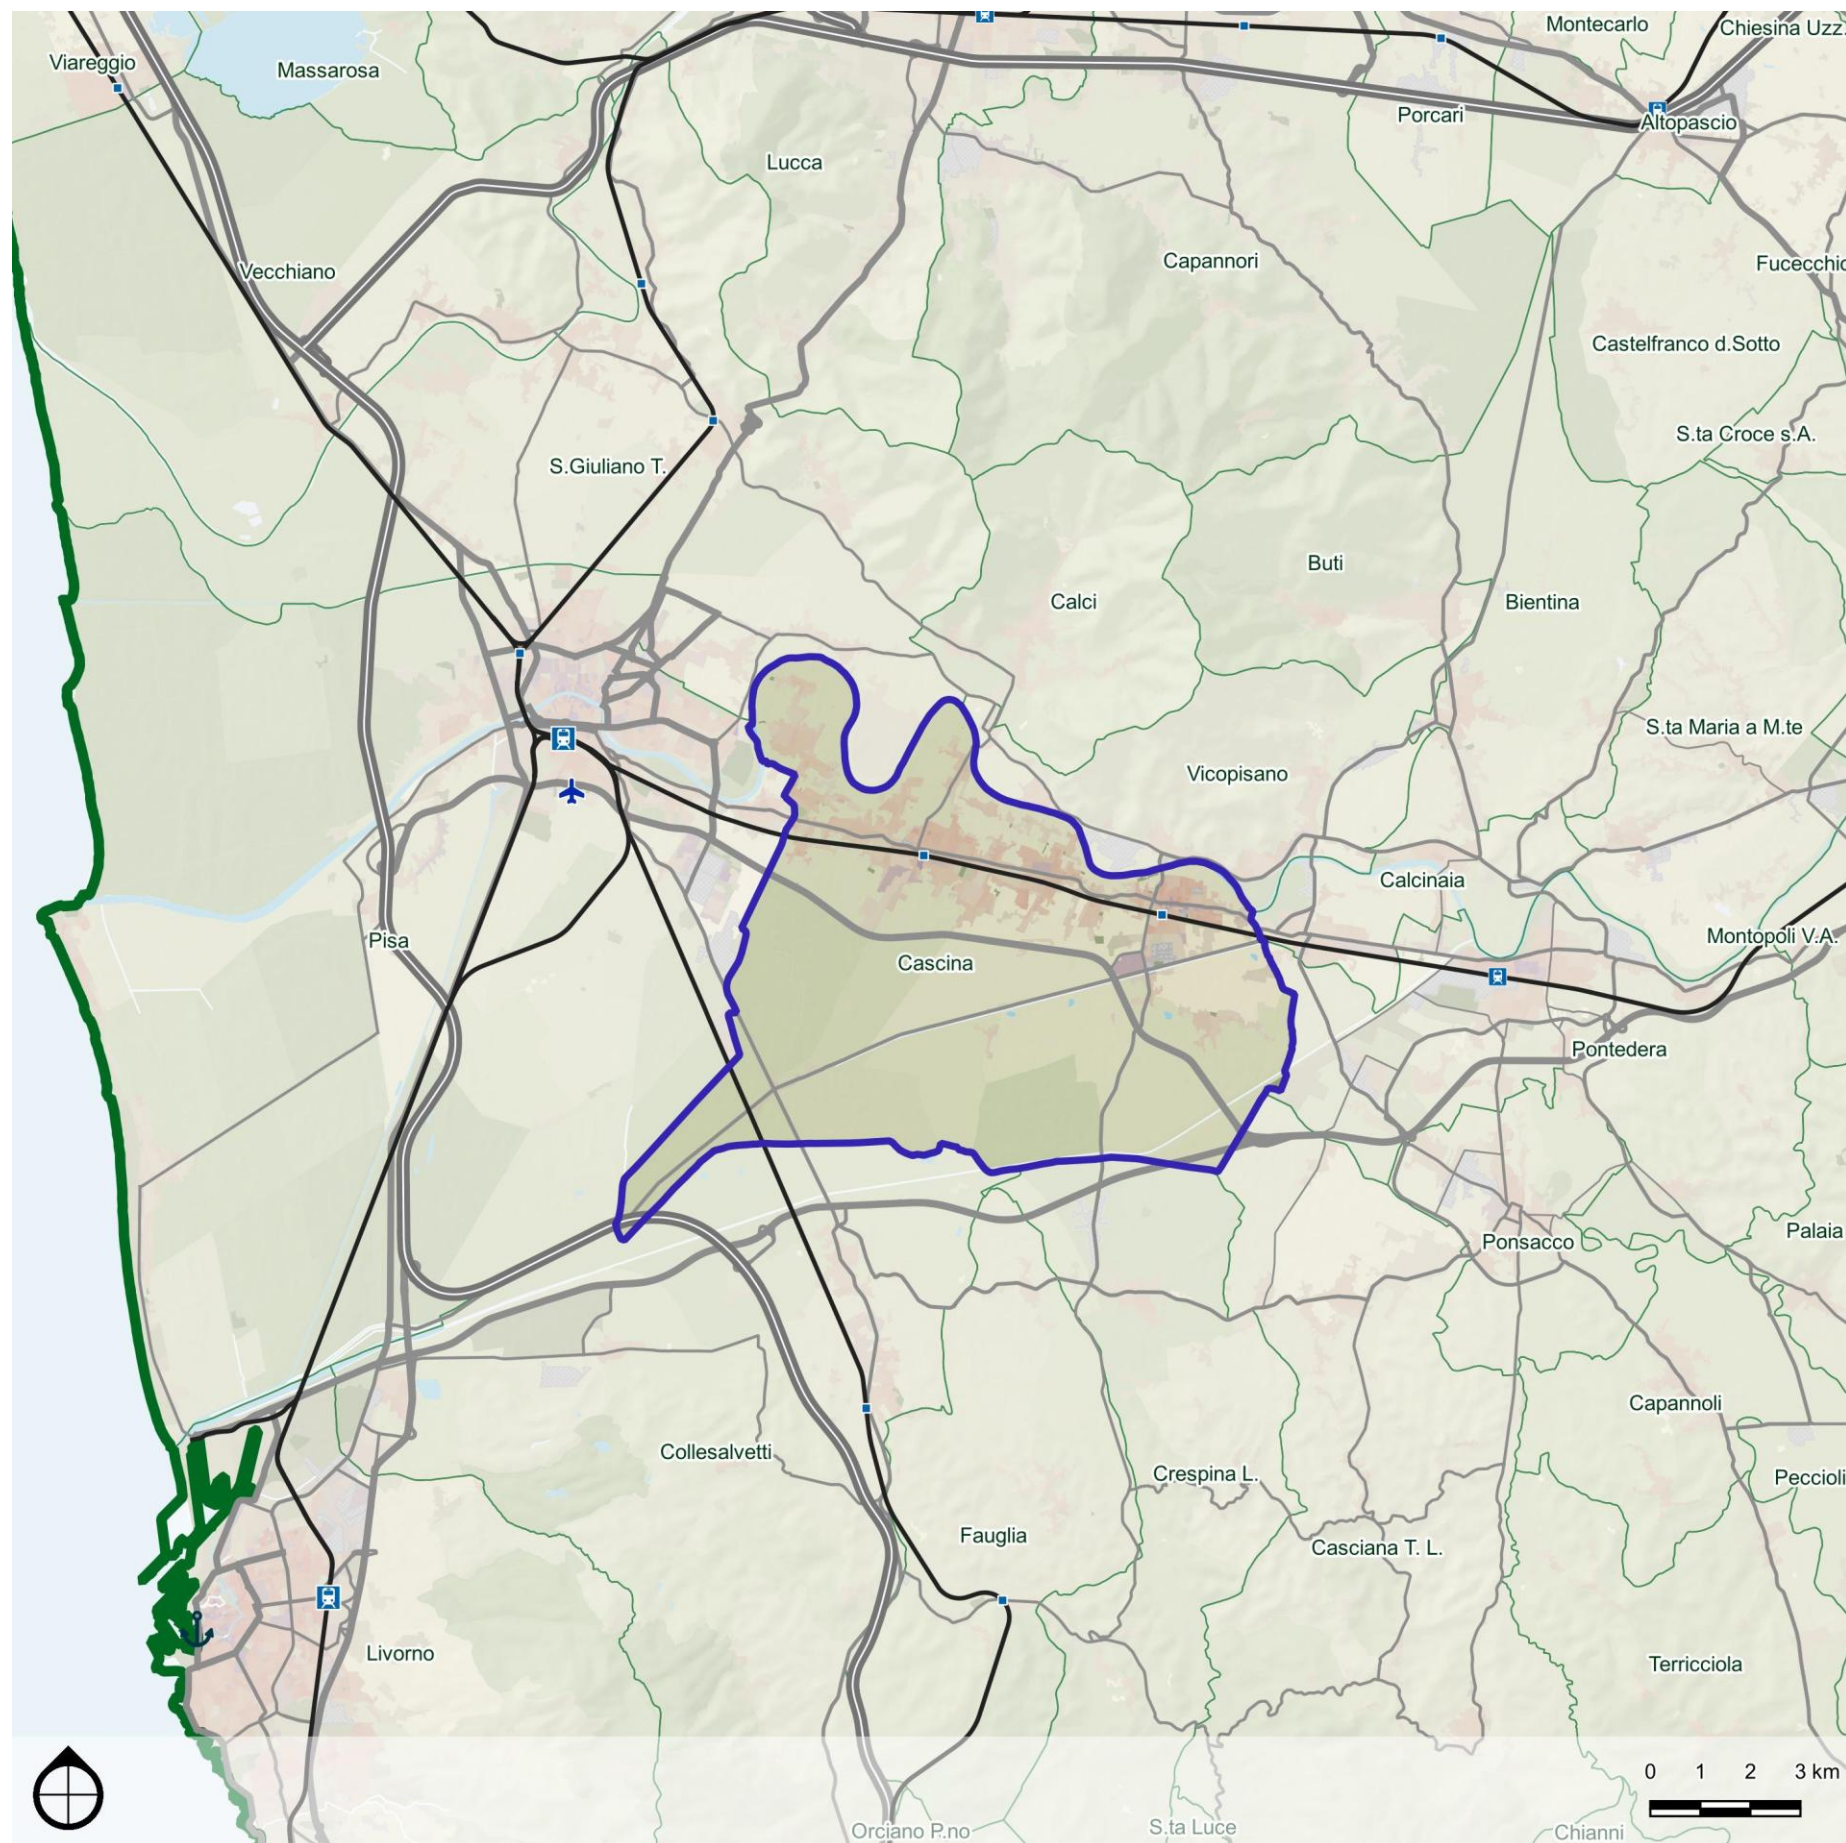 Montecarlo
Chiesina Uzz.
Viareggio
Massarosa
Porcari
Altopascio
Lucca
Capannori
Fucecchio
Vecchiano
Castelfranco d.Sotto
S.ta Croce s.A.
S.Giuliano T.
Buti
Calci
Bientina
S.ta Maria a M.te
Vicopisano
Calcinaia
Montopoli V.A.
Pisa
Cascina
Pontedera
Palaia
Ponsacco
Capannoli
Collesalvetti
Crespina L.
Peccioli
Fauglia
Casciana T. L.
Livorno
Terricciola
0 1 2 3 km
Orciano P.no
S.ta Luce
Chianni